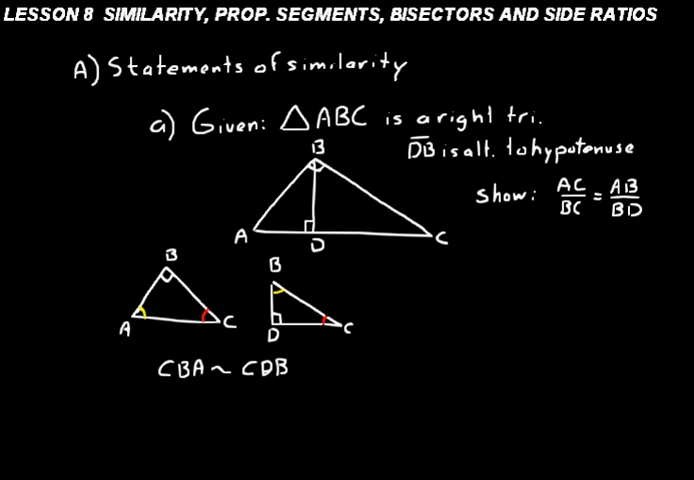 LESSON 8 SIMILARITY, PROP. SEGMENTS, BISECTORS AND SIDE RATIOS
A) Statements of similarity
a) Given: △ABC is a right tri.
D̅B̅ is alt. to hypotenuse
Show: AC/BC = AB/BD
B
A
D
C
B
A
C
B
D
C
CBA ~ CDB